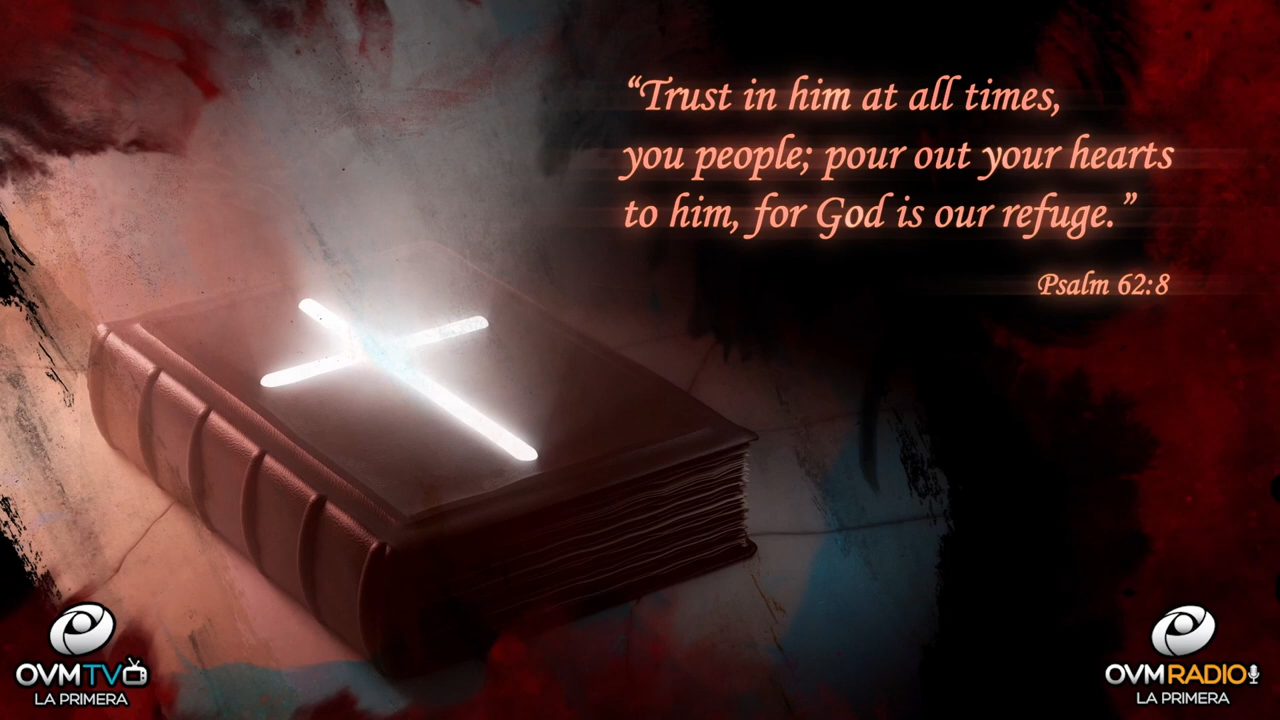 “Trust in him at all times,
you people; pour out your hearts
to him, for God is our refuge.”
Psalm 62:8
OVMTV
LA PRIMERA
OVMRADIO
LA PRIMERA